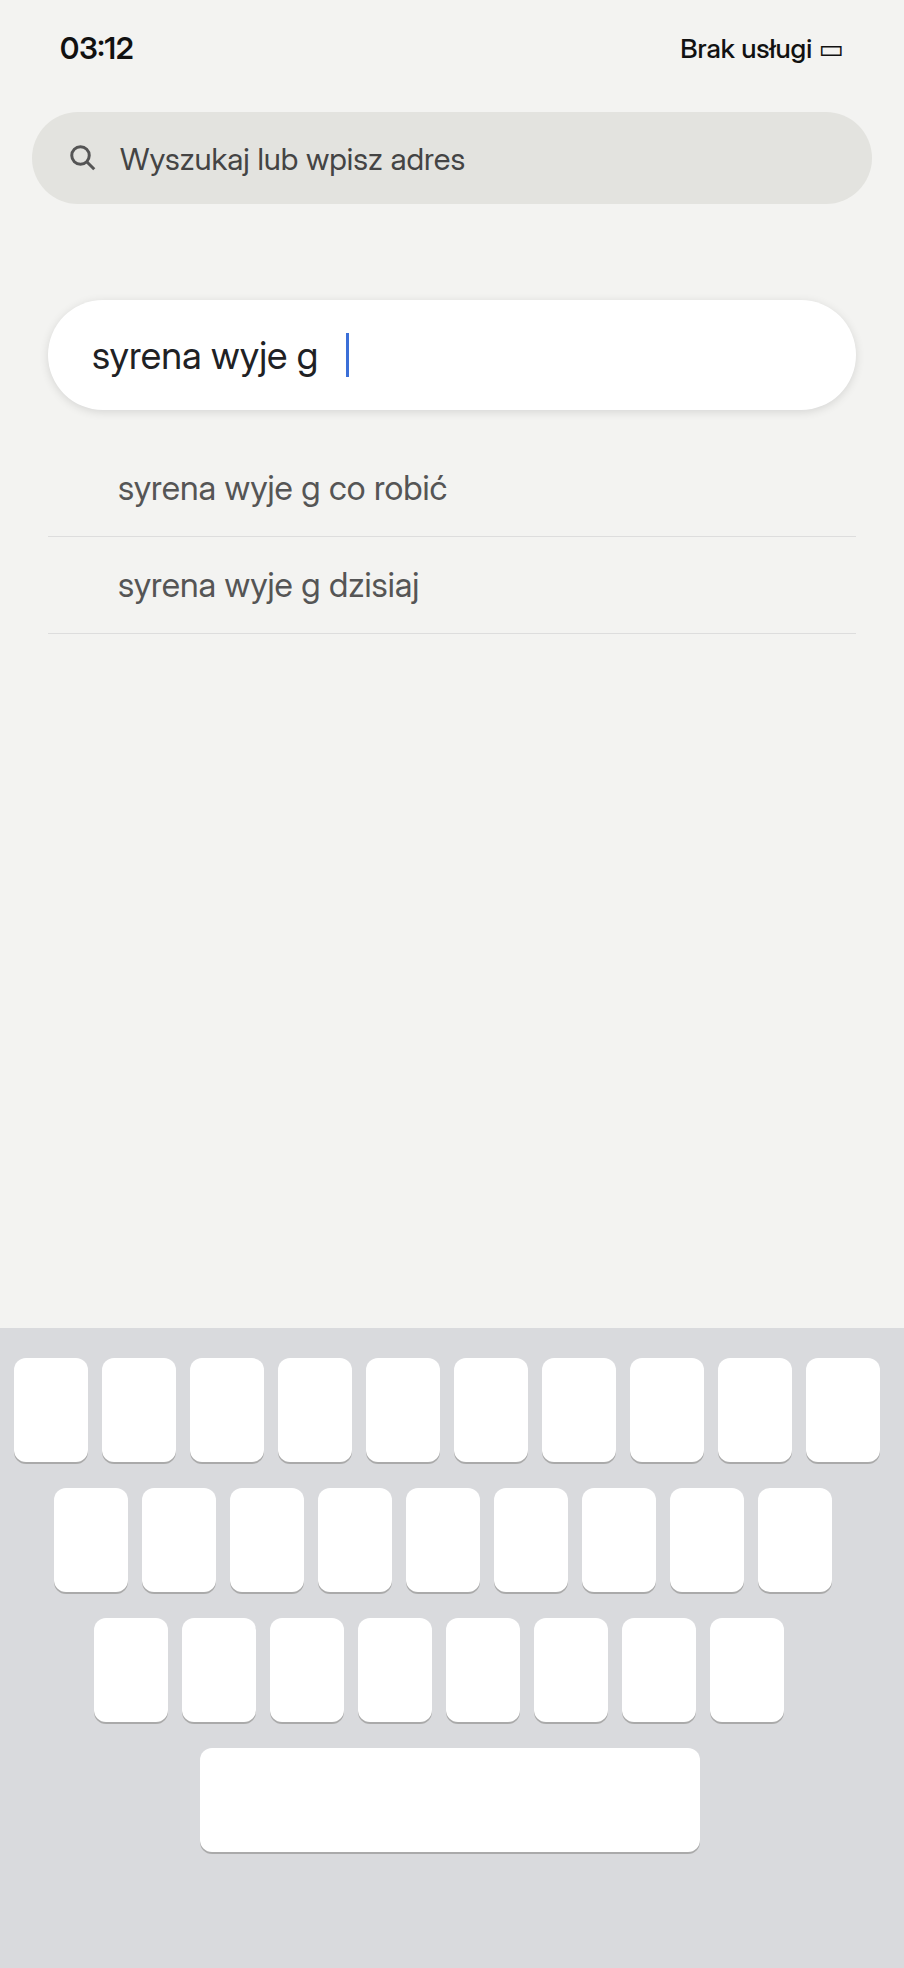 03:12
Brak usługi
Wyszukaj lub wpisz adres
syrena wyje g
syrena wyje g co robić
syrena wyje g dzisiaj